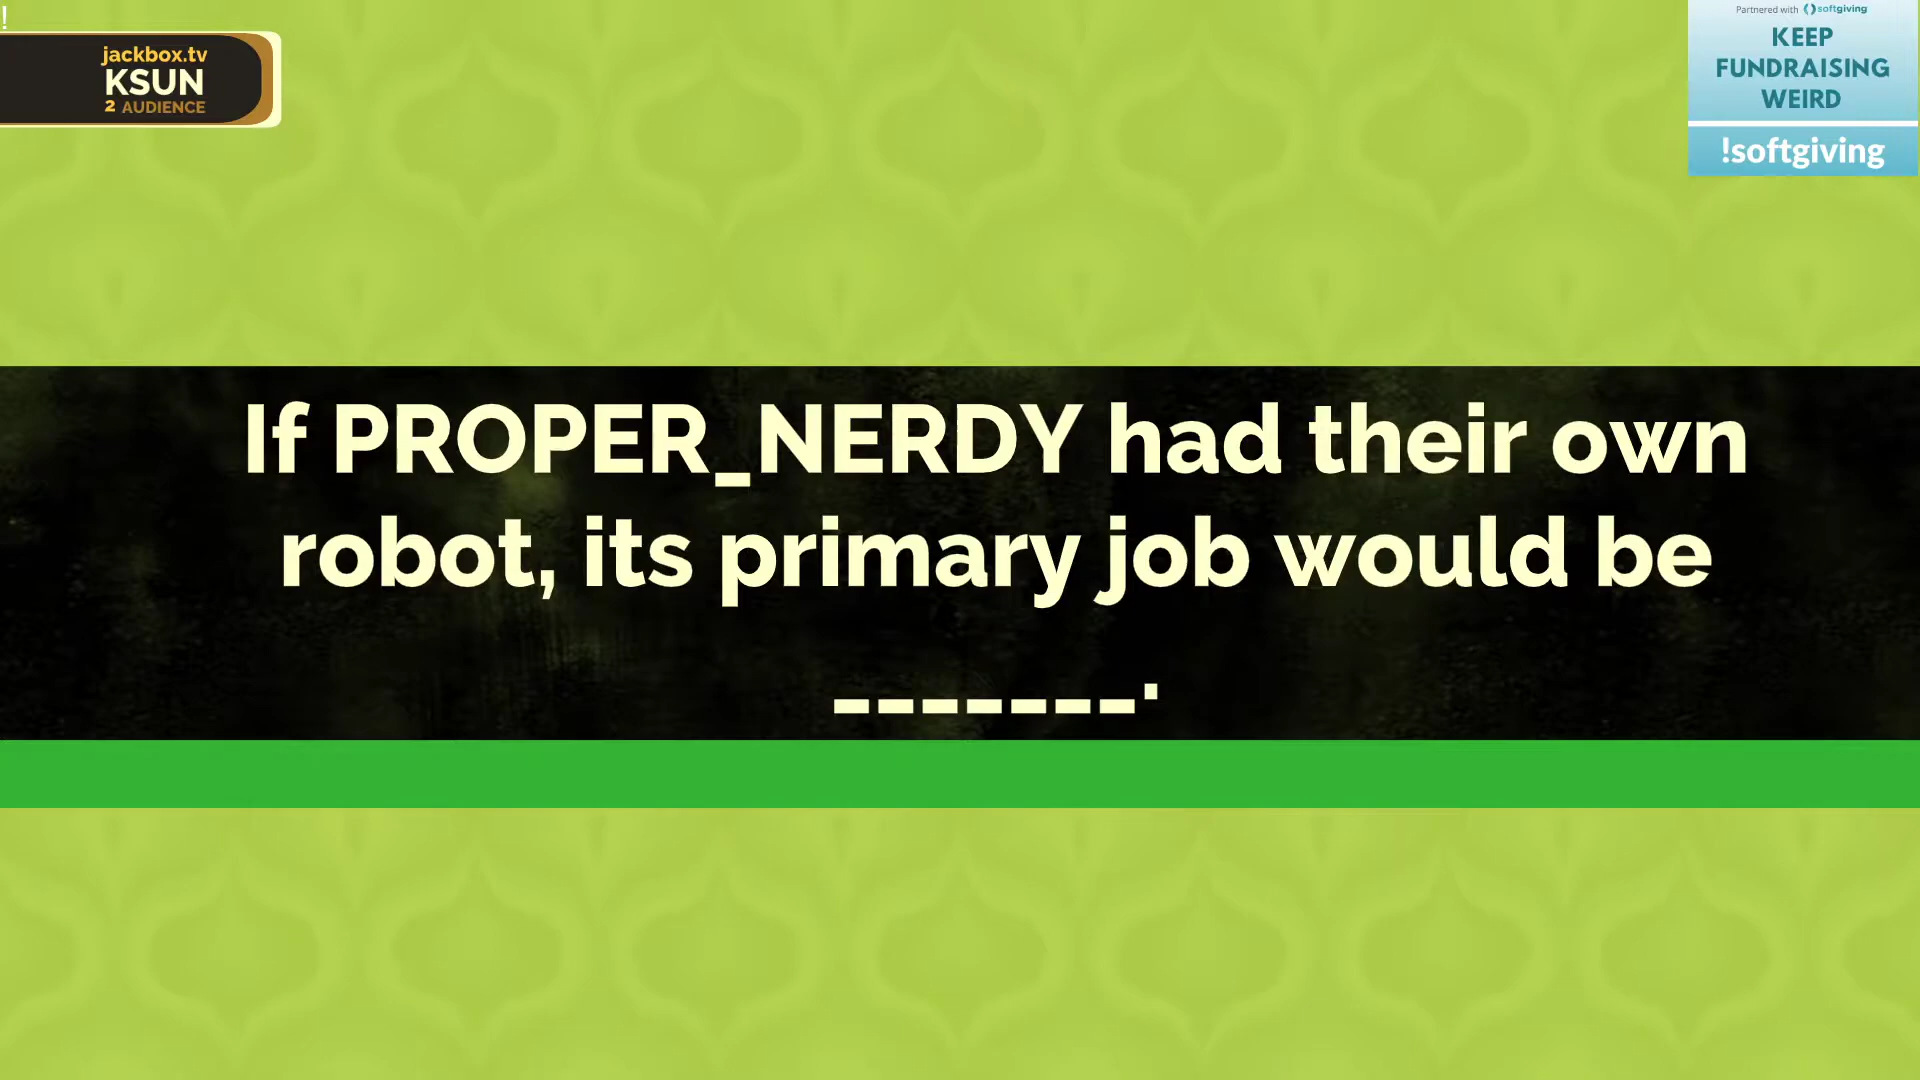 !
jackbox.tv
KSUN
2 AUDIENCE
Partnered with softgiving
KEEP
FUNDRAISING
WEIRD
!softgiving
If PROPER_NERDY had their own
robot, its primary job would be
_______.